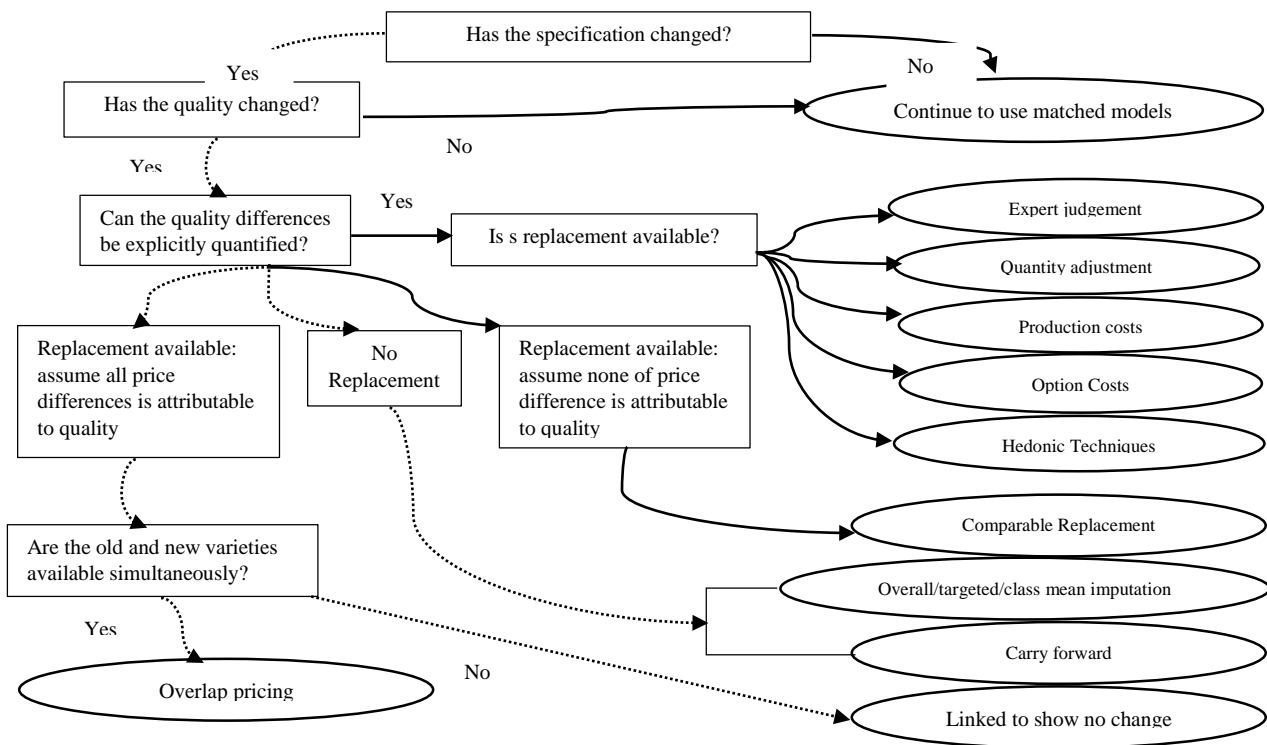 Has the specification changed?
Yes
No
Has the quality changed?
Continue to use matched models
No
Yes
Can the quality differences
be explicitly quantified?
Yes
Is s replacement available?
Expert judgement
Quantity adjustment
Production costs
Option Costs
Hedonic Techniques
Replacement available:
assume all price
differences is attributable
to quality
No
Replacement
Replacement available:
assume none of price
difference is attributable
to quality
Comparable Replacement
Are the old and new varieties
available simultaneously?
Overall/targeted/class mean imputation
Carry forward
Yes
No
Overlap pricing
Linked to show no change